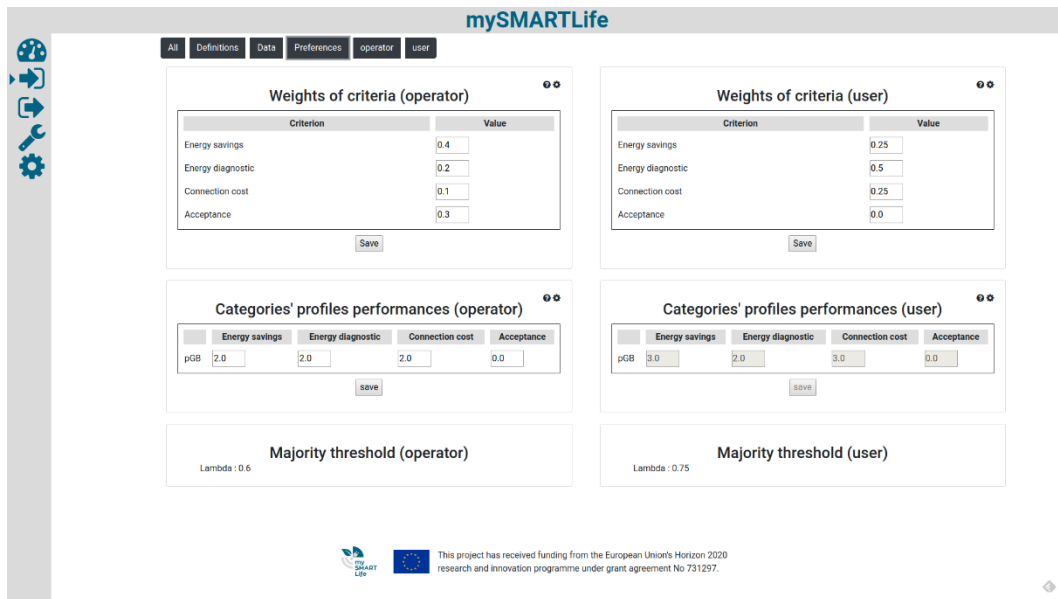 mySMARTLife
All Definitions Data Preferences operator user
Weights of criteria (operator)
Criterion Value
Energy savings 0.4
Energy diagnostic 0.2
Connection cost 0.1
Acceptance 0.3
Save
Weights of criteria (user)
Criterion Value
Energy savings 0.25
Energy diagnostic 0.5
Connection cost 0.25
Acceptance 0.0
Save
Categories' profiles performances (operator)
Energy savings Energy diagnostic Connection cost Acceptance
pGB 2.0 2.0 2.0 0.0
save
Categories' profiles performances (user)
Energy savings Energy diagnostic Connection cost Acceptance
pGB 3.0 2.0 3.0 0.0
save
Majority threshold (operator)
Lambda : 0.6
Majority threshold (user)
Lambda : 0.75
my
SMART
Life
This project has received funding from the European Union's Horizon 2020
research and innovation programme under grant agreement No 731297.